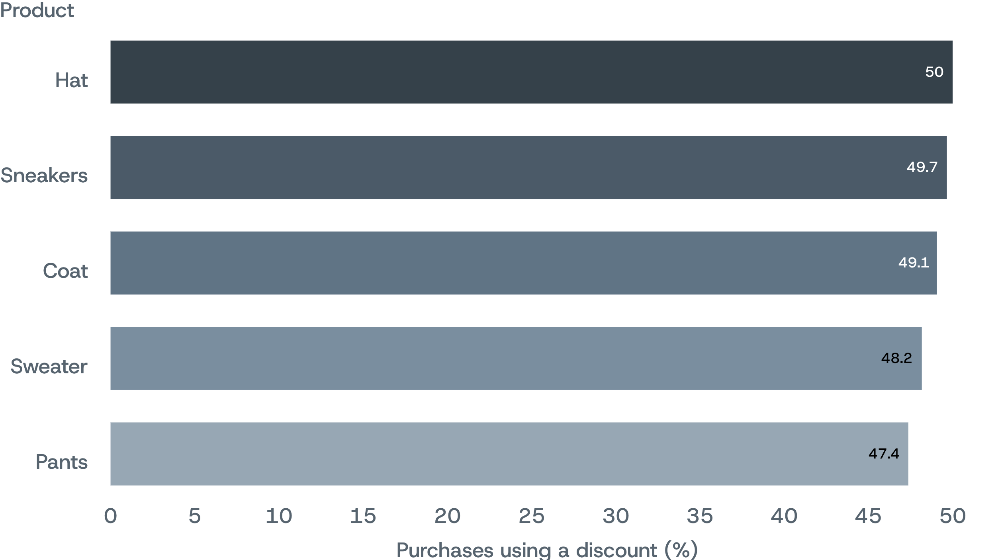 Product
Hat
50
Sneakers
49.7
Coat
49.1
Sweater
48.2
Pants
47.4
0 5 10 15 20 25 30 35 40 45 50
Purchases using a discount (%)